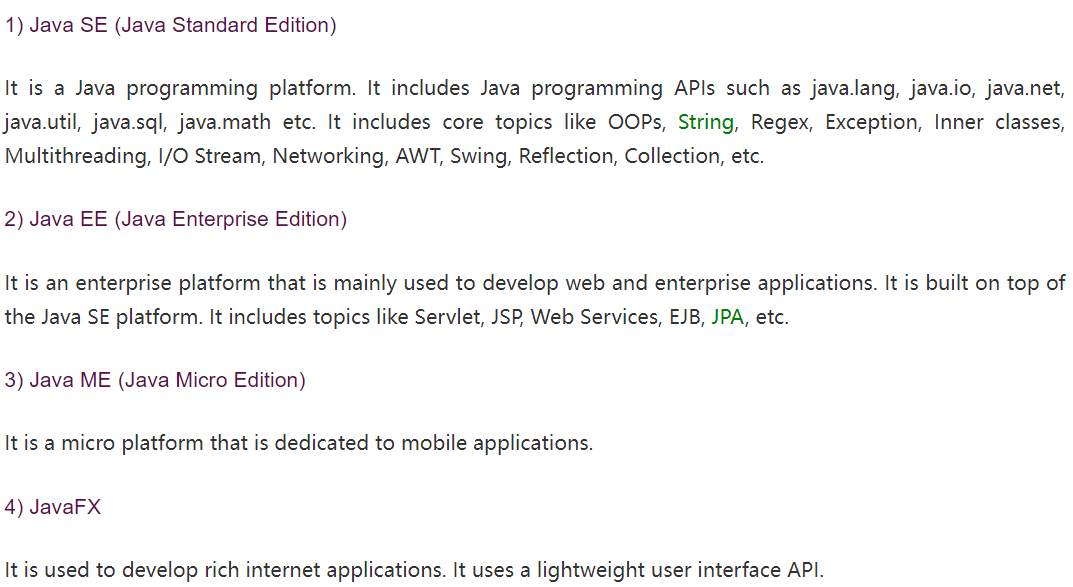 1) Java SE (Java Standard Edition)
It is a Java programming platform. It includes Java programming APIs such as java.lang, java.io, java.net,
java.util, java.sql, java.math etc. It includes core topics like OOPs, String, Regex, Exception, Inner classes,
Multithreading, I/O Stream, Networking, AWT, Swing, Reflection, Collection, etc.
2) Java EE (Java Enterprise Edition)
It is an enterprise platform that is mainly used to develop web and enterprise applications. It is built on top of
the Java SE platform. It includes topics like Servlet, JSP, Web Services, EJB, JPA, etc.
3) Java ME (Java Micro Edition)
It is a micro platform that is dedicated to mobile applications.
4) JavaFX
It is used to develop rich internet applications. It uses a lightweight user interface API.